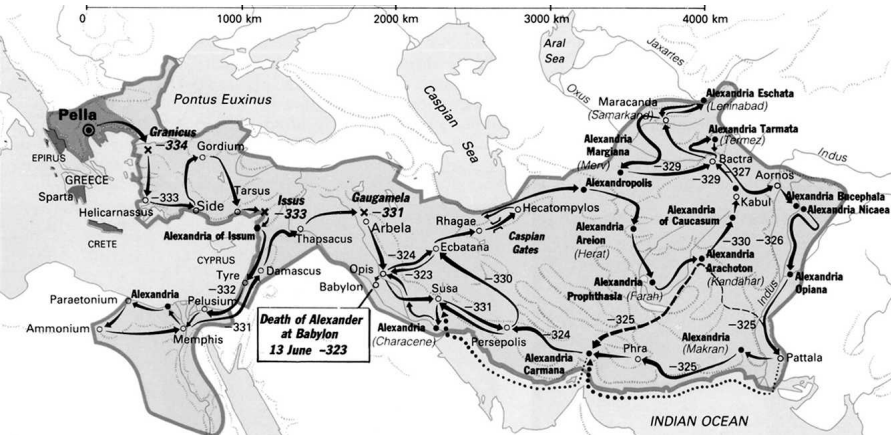 0
1000 km
2000 km
3000 km
4000 km
Aral
Sea
Jaxartes
Oxus
Caspian
Sea
Pontus Euxinus
Pella
Granicus
–334
Gordium
EPIRUS
GREECE
Sparta
Helicarnassus
–333
Side
Tarsus
Issus
–333
Gaugamela
–331
Arbela
CRETE
Alexandria of Issum
CYPRUS
Thapsacus
Tyre
–332
Damascus
Paraetonium
Alexandria
Pelusium
Ammonium
Memphis
–331
Opis
Babylon
–324
–323
Ecbatana
Rhagae
Caspian
Gates
Hecatompylos
Susa
–331
–330
Persepolis
Alexandria
(Characene)
Death of Alexander
at Babylon
13 June –323
Maracanda
(Samarkand)
Alexandria Eschata
(Leninabad)
Alexandria Tarmata
(Termez)
Alexandria
Margiana
(Merv)
Alexandropolis
–329
–329
Bactra
–327
Aornos
Indus
Kabul
Alexandria Bucephala
Alexandria Nicaea
Alexandria
of Caucasum
–330
–326
Alexandria
Areion
(Herat)
Alexandria
Arachoton
(Kandahar)
Alexandria
Prophthasia
(Farah)
Alexandria
Opiana
Indus
–325
–325
–324
Alexandria
Carmana
Phra
Alexandria
(Makran)
–325
Pattala
INDIAN OCEAN